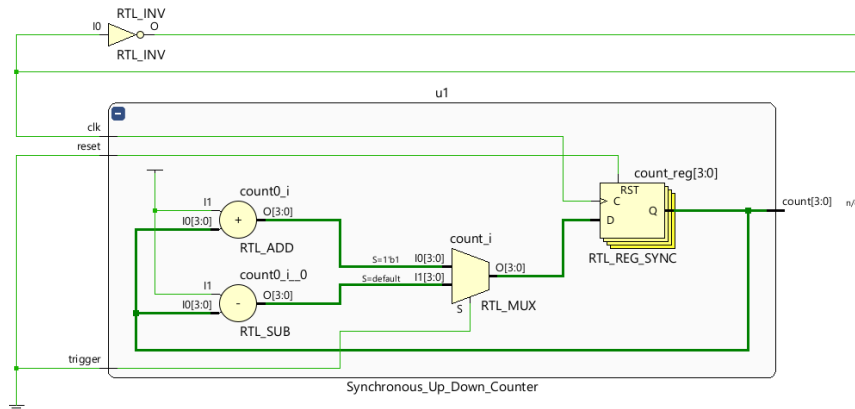 RTL_INV
I0
O
RTL_INV
u1
clk
reset
count_reg[3:0]
RST
C
Q
D
RTL_REG_SYNC
count[3:0]
count0_i
I1
I0[3:0]
+
O[3:0]
RTL_ADD
count_i
S=1'b1
I0[3:0]
S=default
I1[3:0]
O[3:0]
S
RTL_MUX
count0_i__0
I1
I0[3:0]
-
O[3:0]
RTL_SUB
trigger
Synchronous_Up_Down_Counter